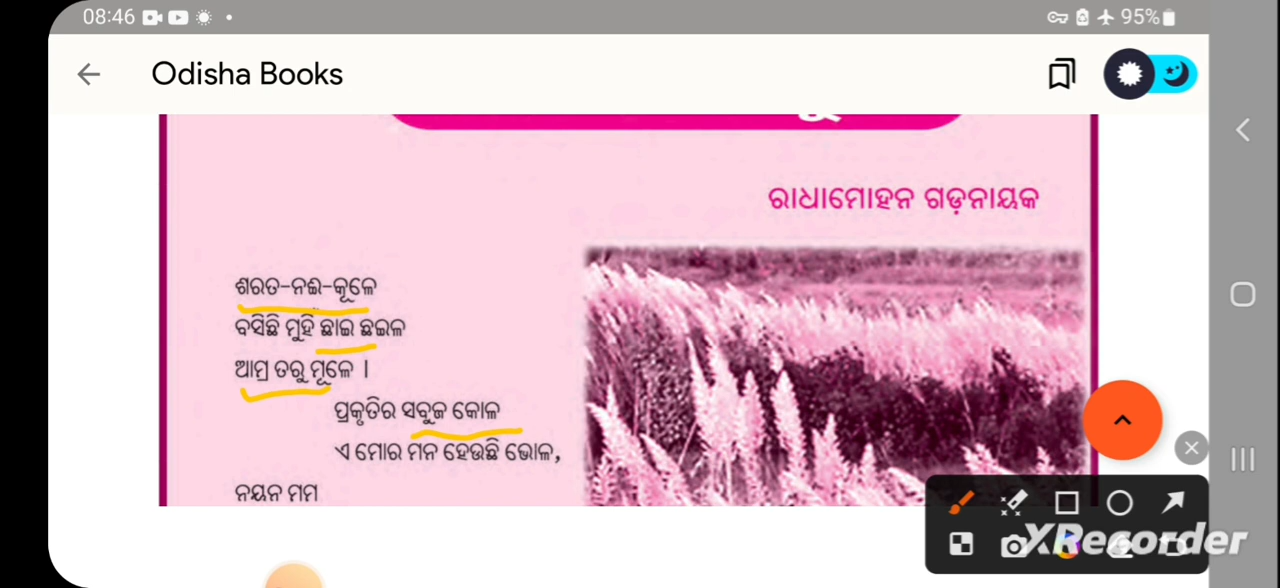 08:46
95%
Odisha Books
ରାଧାମୋହନ ଗଡ଼ନାୟକ
ଶରତ-ନଈ-କୂଳେ
ବସିଛି ମୁହିଁ ଛାଇ ଛଇଳ
ଆମ୍ର ତରୁ ମୂଳେ ।
ପ୍ରକୃତିର ସବୁଜ କୋଳ
ଏ ମୋର ମନ ହେଉଛି ଭୋଳ,
ନୟନ ମମ
XRecorder